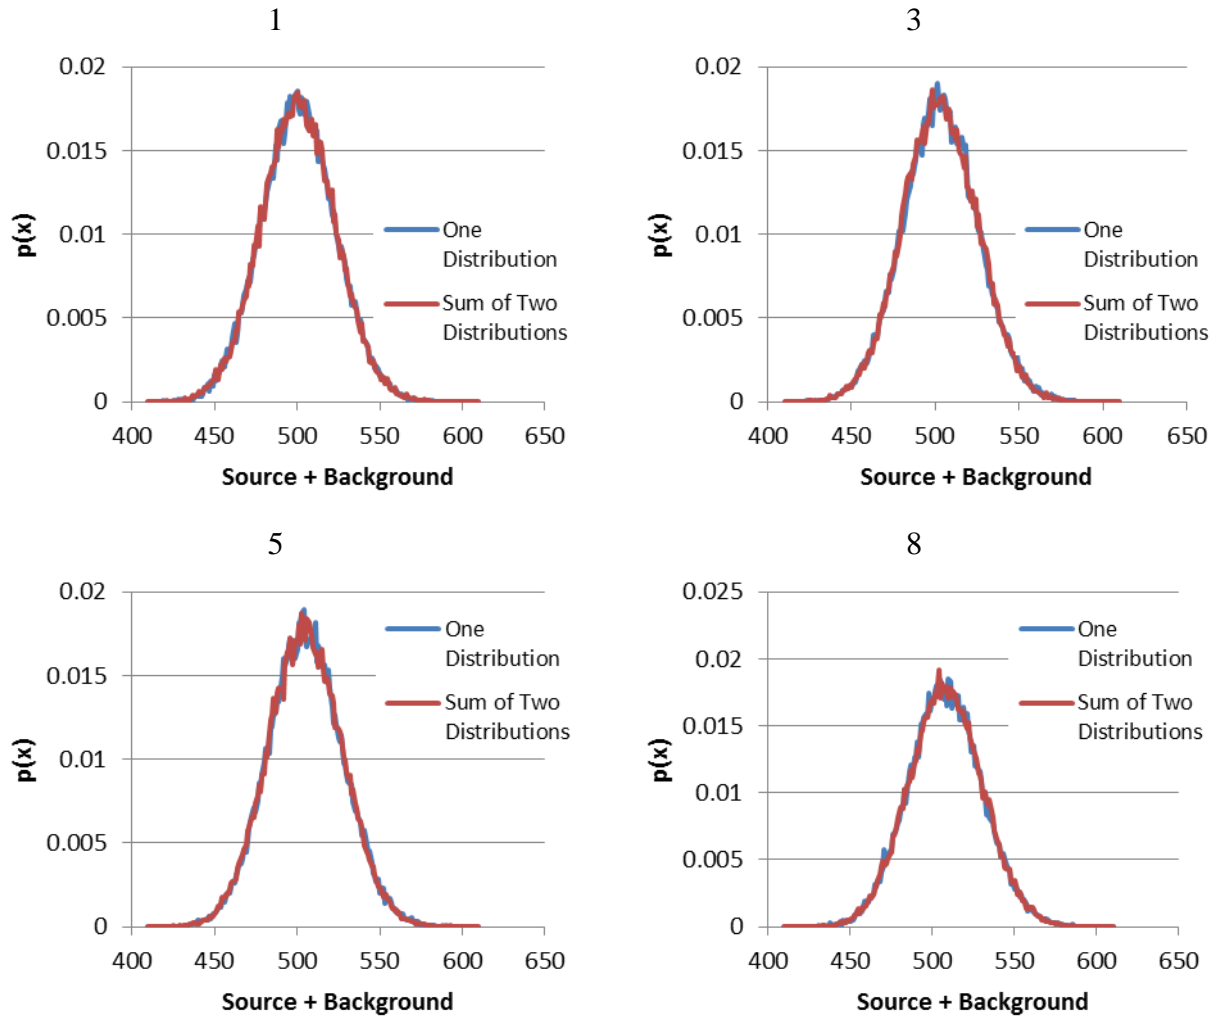 1
0.02
0.015
0.01
0.005
0
p(x)
400 450 500 550 600 650
Source + Background
One
Distribution
Sum of Two
Distributions
3
0.02
0.015
0.01
0.005
0
p(x)
400 450 500 550 600 650
Source + Background
One
Distribution
Sum of Two
Distributions
5
0.02
0.015
0.01
0.005
0
p(x)
400 450 500 550 600 650
Source + Background
One
Distribution
Sum of Two
Distributions
8
0.025
0.02
0.015
0.01
0.005
0
p(x)
400 450 500 550 600 650
Source + Background
One
Distribution
Sum of Two
Distributions